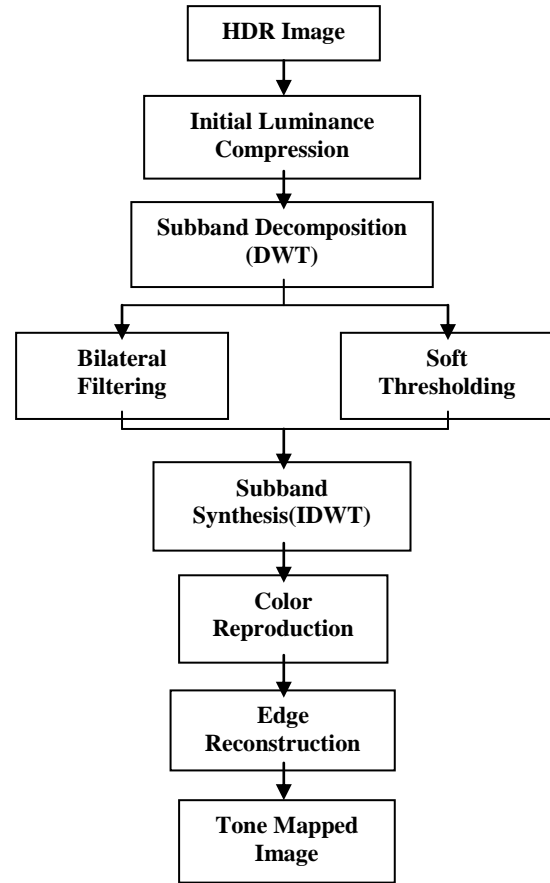 HDR Image
Initial Luminance
Compression
Subband Decomposition
(DWT)
Bilateral
Filtering
Soft
Thresholding
Subband
Synthesis(IDWT)
Color
Reproduction
Edge
Reconstruction
Tone Mapped
Image